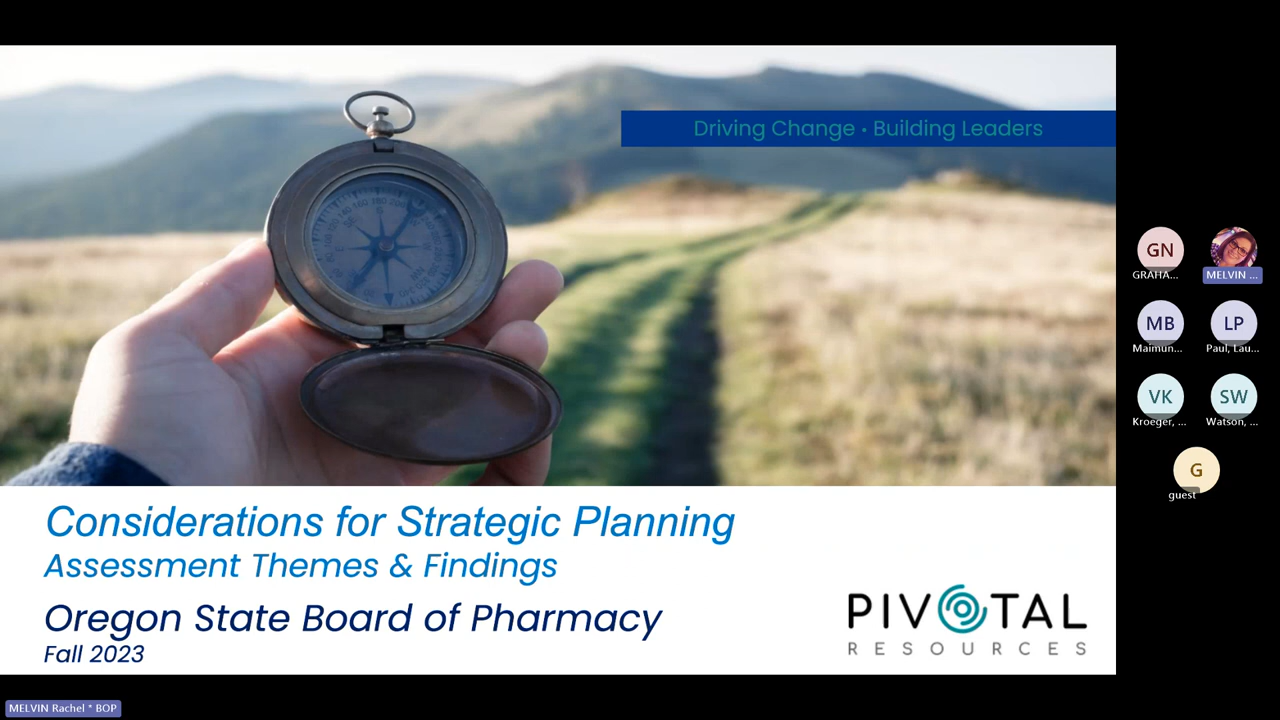 Driving Change • Building Leaders
Considerations for Strategic Planning
Assessment Themes & Findings
Oregon State Board of Pharmacy
Fall 2023
PIVOTAL
RESOURCES
GN
GRAHA...
MELVIN ...
MB
Maimun...
LP
Paul, Lau...
VK
Kroeger, ...
SW
Watson, ...
G
guest
MELVIN Rachel * BOP